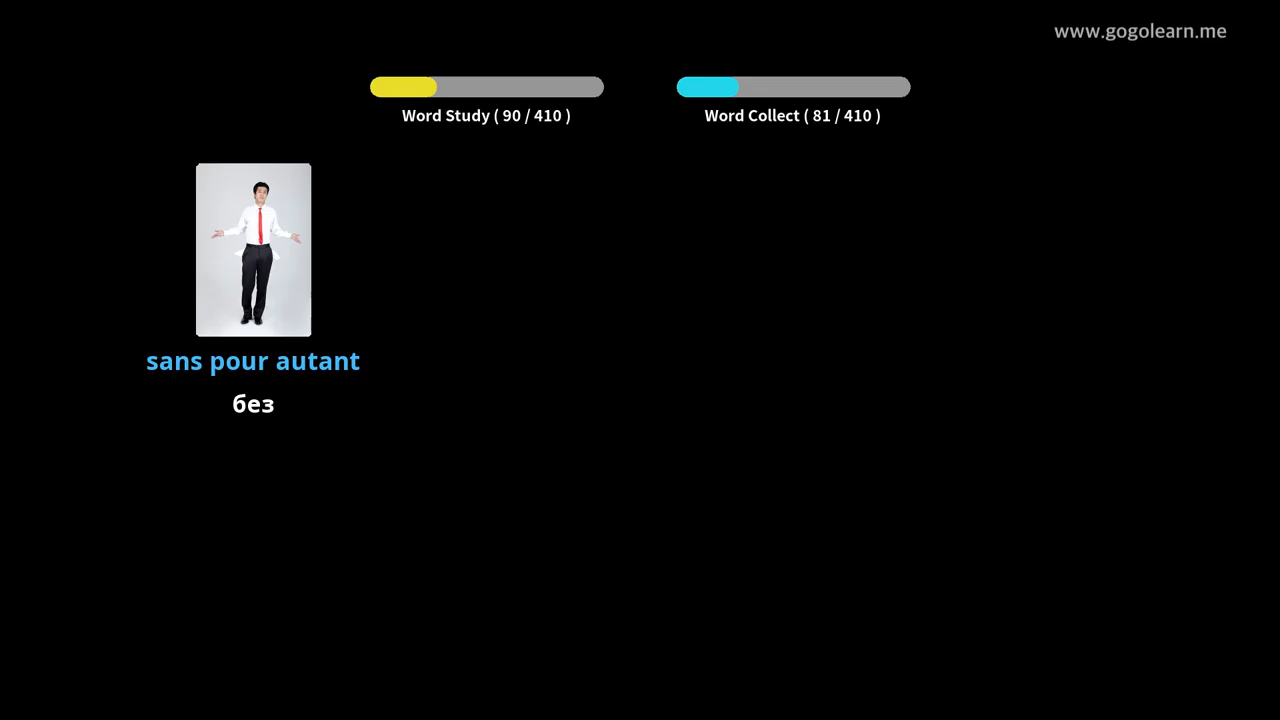 www.gogolearn.me
Word Study ( 90 / 410 )
Word Collect ( 81 / 410 )
sans pour autant
без